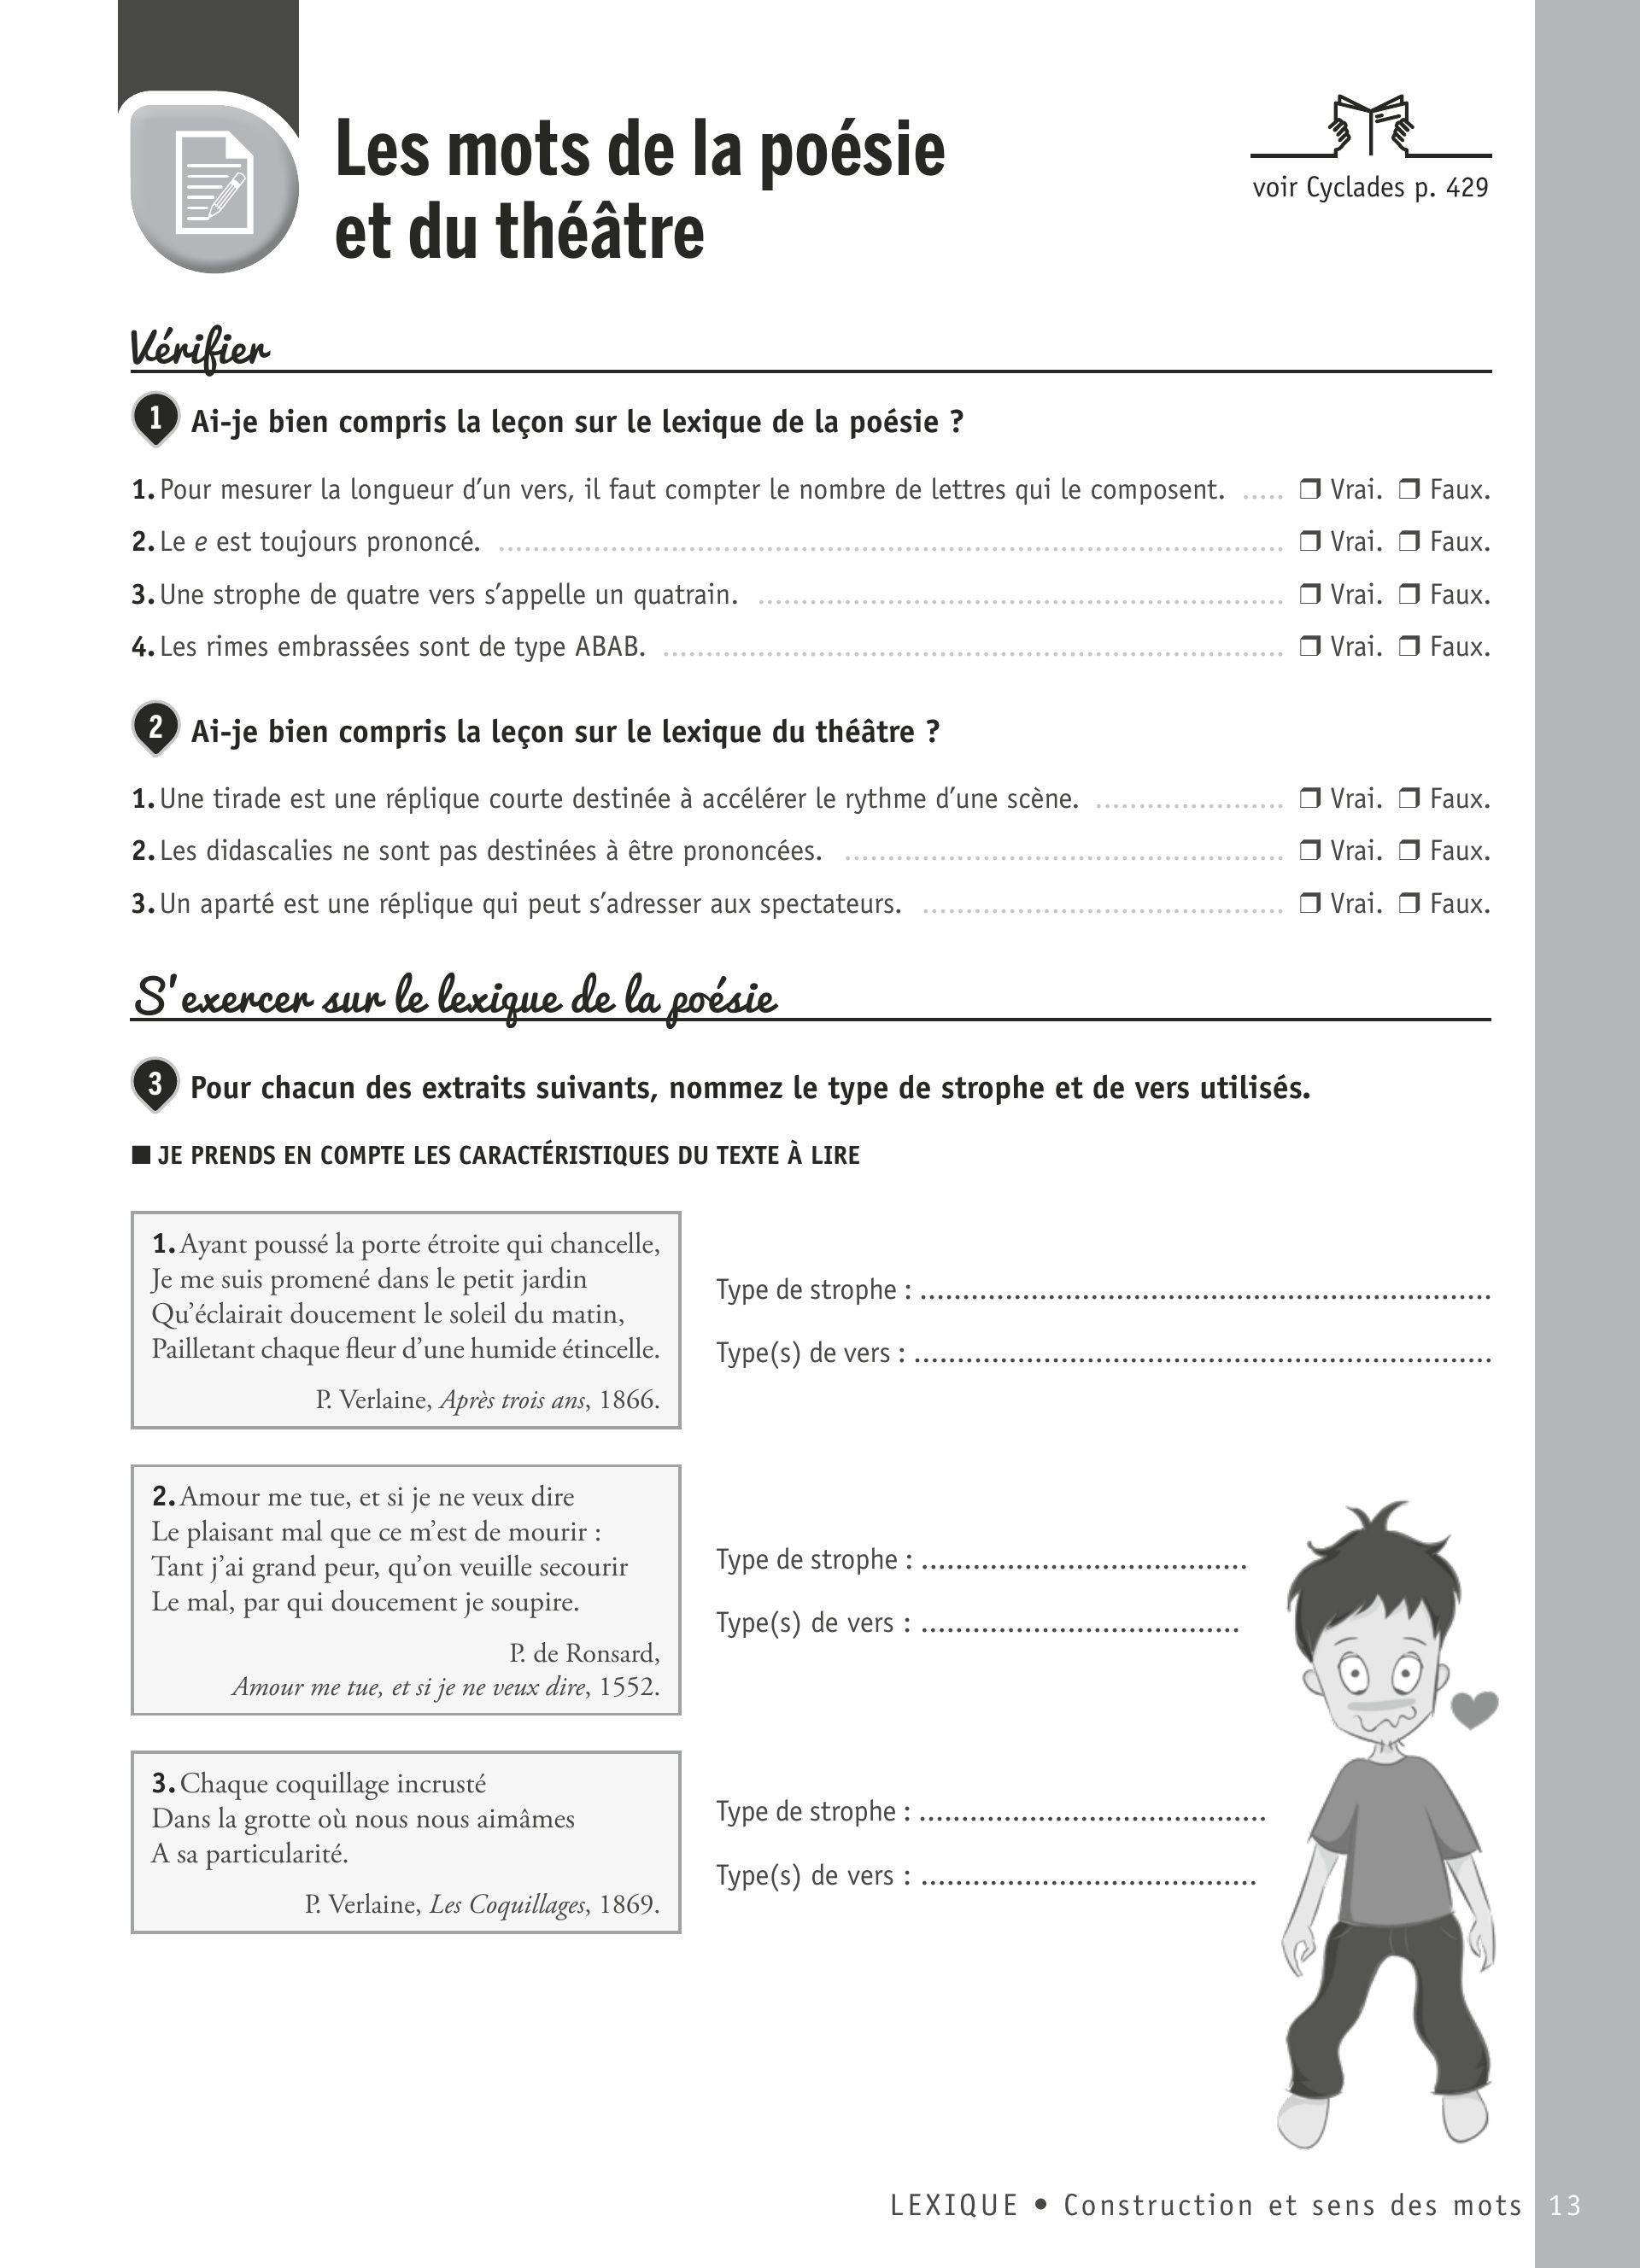 Les mots de la poésie
et du théâtre
voir Cyclades p. 429
Vérifier
1 Ai-je bien compris la leçon sur le lexique de la poésie ?
1. Pour mesurer la longueur d’un vers, il faut compter le nombre de lettres qui le composent. ..... ❒ Vrai. ❒ Faux.
2. Le e est toujours prononcé. ..... ❒ Vrai. ❒ Faux.
3. Une strophe de quatre vers s’appelle un quatrain. ..... ❒ Vrai. ❒ Faux.
4. Les rimes embrassées sont de type ABAB. ..... ❒ Vrai. ❒ Faux.
2 Ai-je bien compris la leçon sur le lexique du théâtre ?
1. Une tirade est une réplique courte destinée à accélérer le rythme d’une scène. ..... ❒ Vrai. ❒ Faux.
2. Les didascalies ne sont pas destinées à être prononcées. ..... ❒ Vrai. ❒ Faux.
3. Un aparté est une réplique qui peut s’adresser aux spectateurs. ..... ❒ Vrai. ❒ Faux.
S’exercer sur le lexique de la poésie
3 Pour chacun des extraits suivants, nommez le type de strophe et de vers utilisés.
■ JE PRENDS EN COMPTE LES CARACTÉRISTIQUES DU TEXTE À LIRE
1. Ayant poussé la porte étroite qui chancelle,
Je me suis promené dans le petit jardin
Qu’éclairait doucement le soleil du matin,
Pailletant chaque fleur d’une humide étincelle.
P. Verlaine, Après trois ans, 1866.
Type de strophe : .....
Type(s) de vers : .....
2. Amour me tue, et si je ne veux dire
Le plaisant mal que ce m’est de mourir :
Tant j’ai grand peur, qu’on veuille secourir
Le mal, par qui doucement je soupire.
P. de Ronsard,
Amour me tue, et si je ne veux dire, 1552.
Type de strophe : .....
Type(s) de vers : .....
3. Chaque coquillage incrusté
Dans la grotte où nous nous aimâmes
A sa particularité.
P. Verlaine, Les Coquillages, 1869.
Type de strophe : .....
Type(s) de vers : .....
LEXIQUE • Construction et sens des mots 13